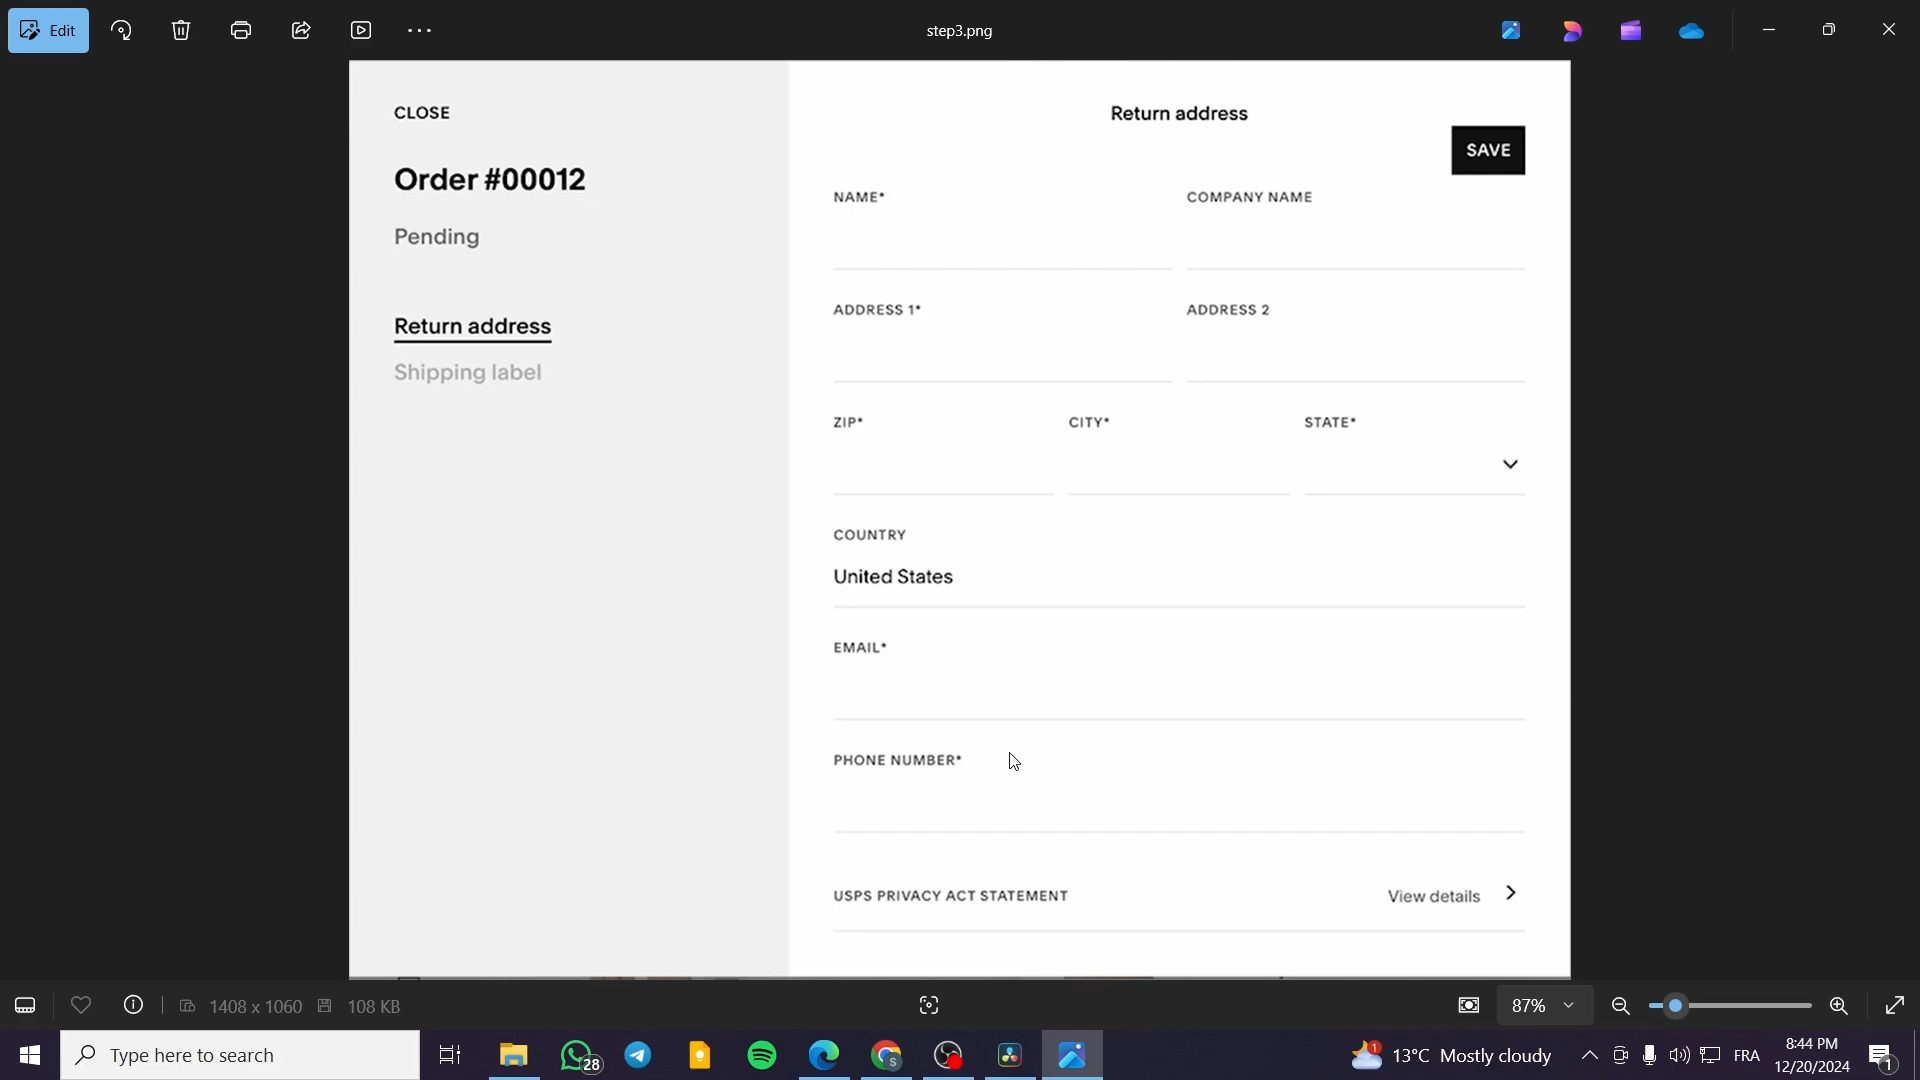 Edit
step3.png
CLOSE
Order #00012
Pending
Return address
Shipping label
Return address
SAVE
NAME*
COMPANY NAME
ADDRESS 1*
ADDRESS 2
ZIP*
CITY*
STATE*
COUNTRY
United States
EMAIL*
PHONE NUMBER*
USPS PRIVACY ACT STATEMENT
View details
1408 x 1060
108 KB
87%
Type here to search
28
S
1
13°C Mostly cloudy
FRA
8:44 PM
12/20/2024
1